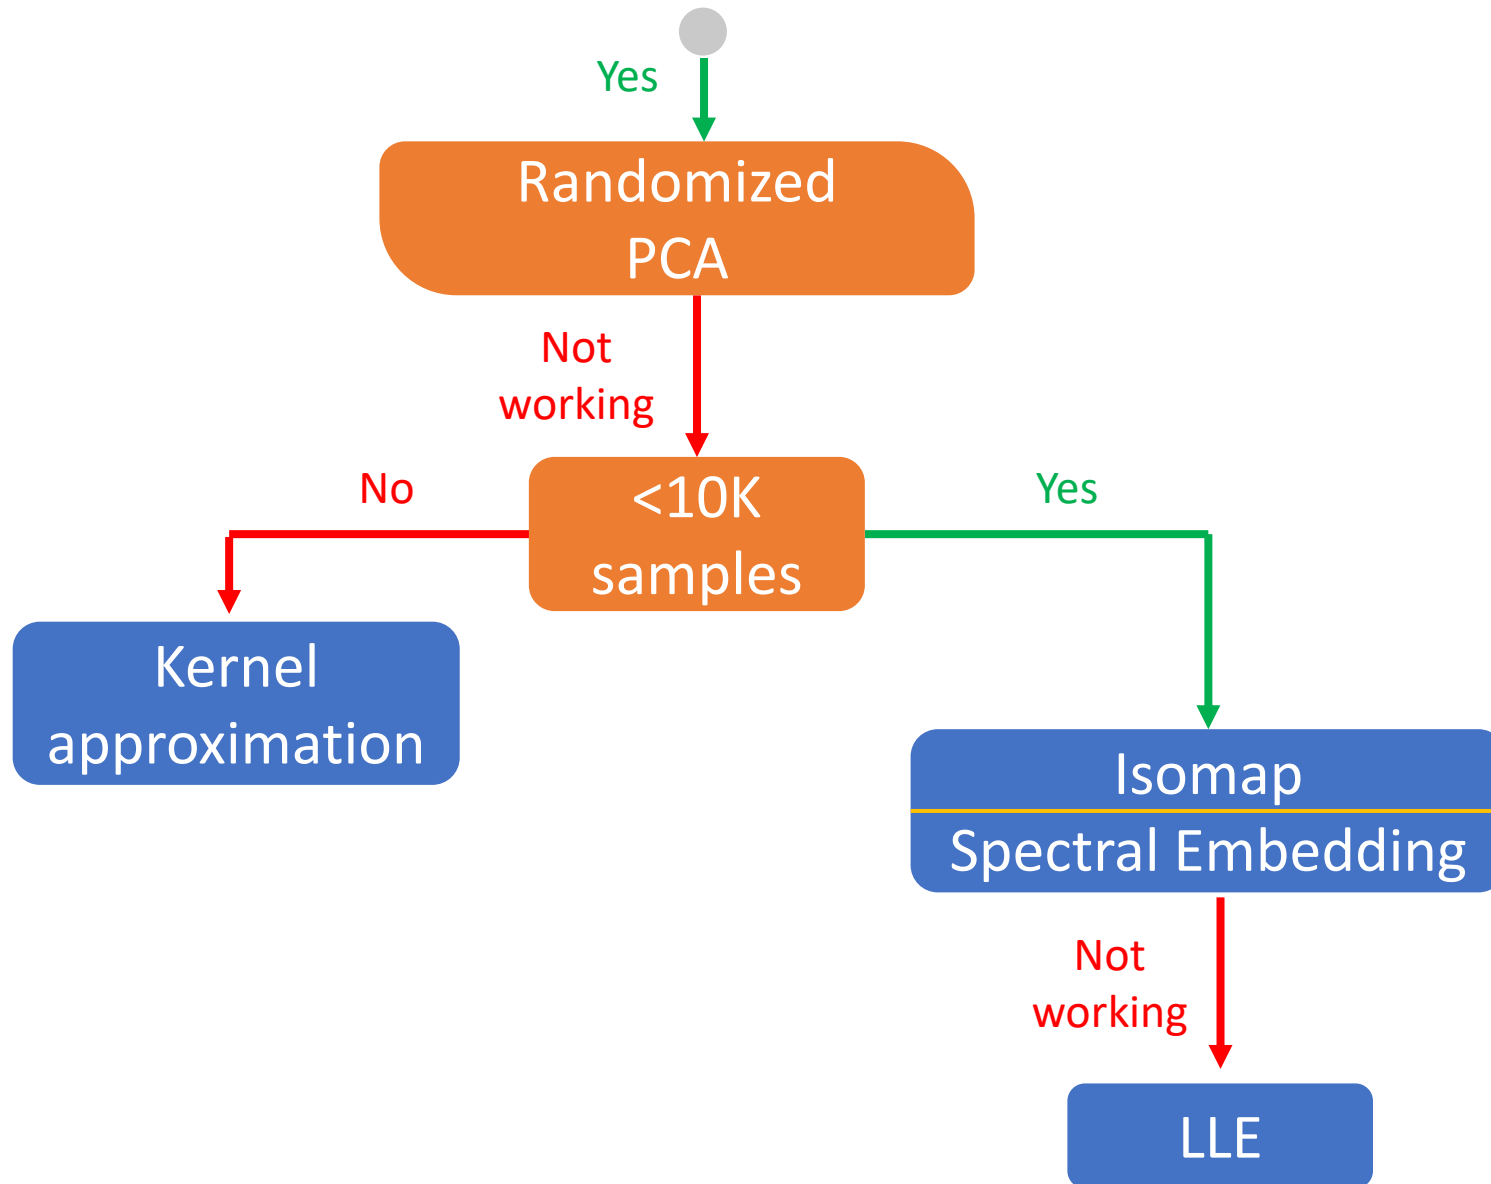 Yes
Randomized
PCA
Not
working
No
<10K
samples
Yes
Kernel
approximation
Isomap
Spectral Embedding
Not
working
LLE